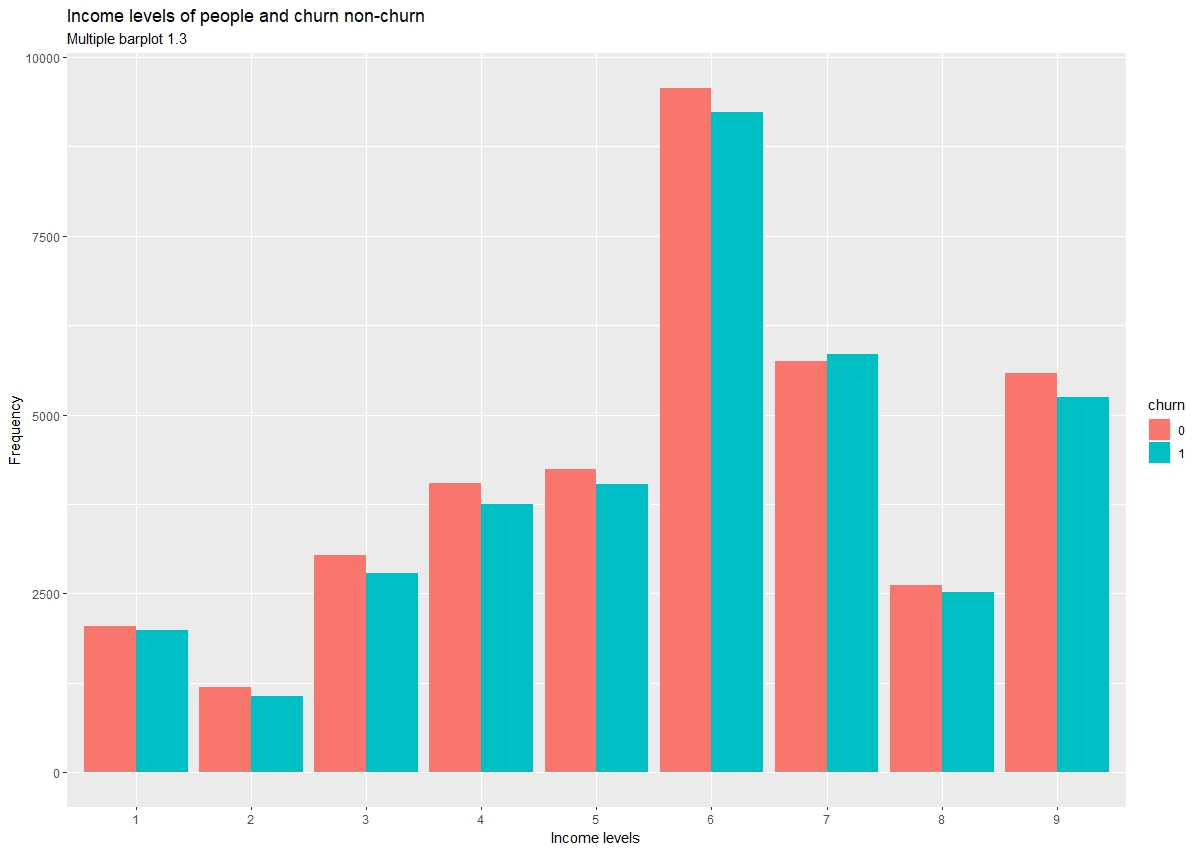 Income levels of people and churn non-churn
Multiple barplot 1.3
10000
7500
5000
2500
0
Frequency
1 2 3 4 5 6 7 8 9
Income levels
churn
0
1